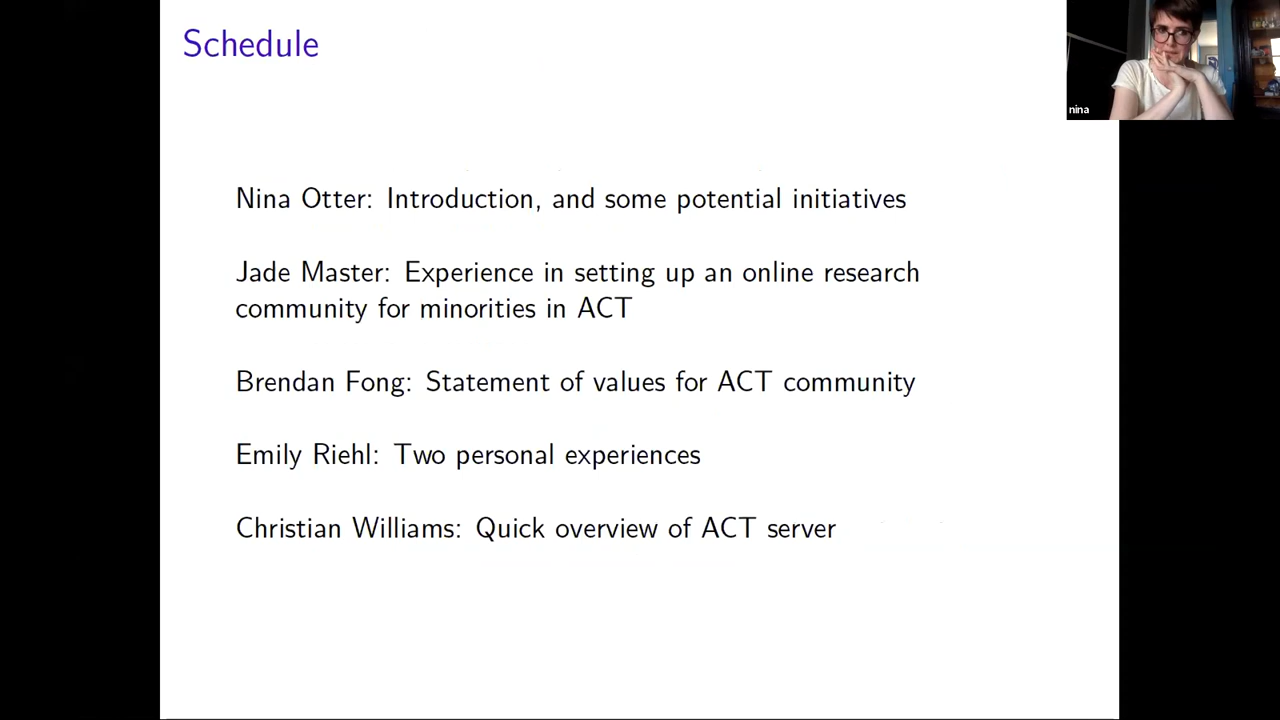 Schedule
nina
Nina Otter: Introduction, and some potential initiatives
Jade Master: Experience in setting up an online research
community for minorities in ACT
Brendan Fong: Statement of values for ACT community
Emily Riehl: Two personal experiences
Christian Williams: Quick overview of ACT server